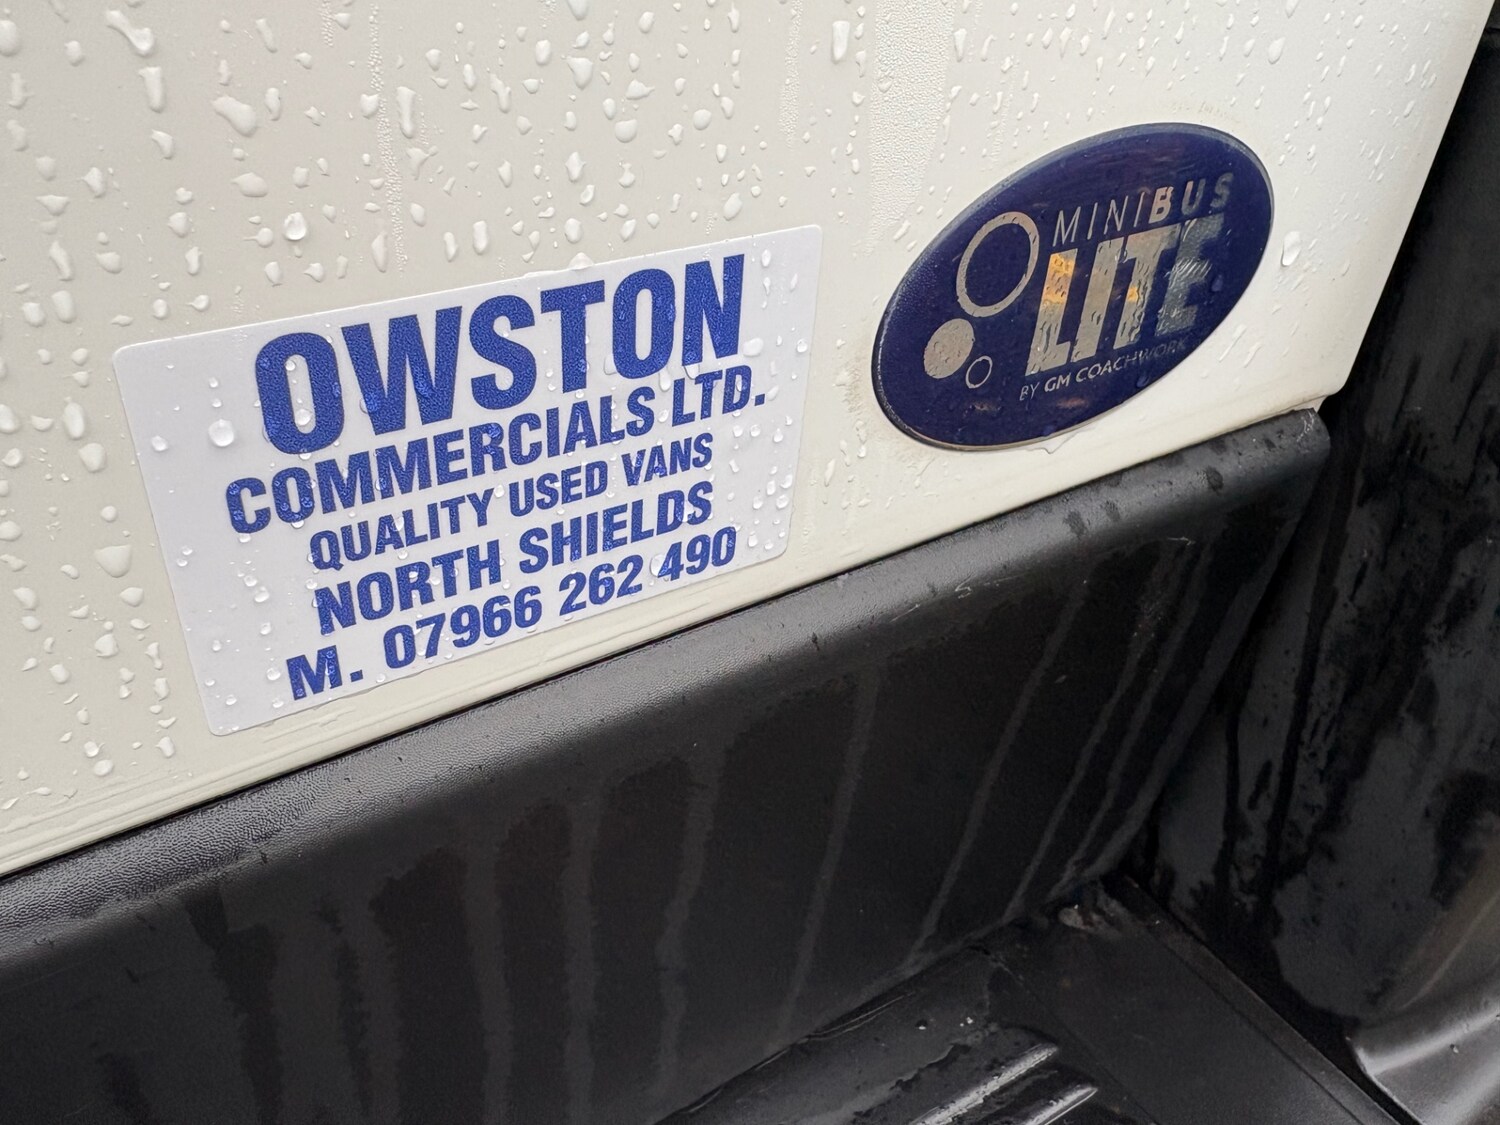 OWSTON
COMMERCIALS LTD.
QUALITY USED VANS
NORTH SHIELDS
M. 07966 262 490
MINIBUS
LITE
BY GM COACHWORK